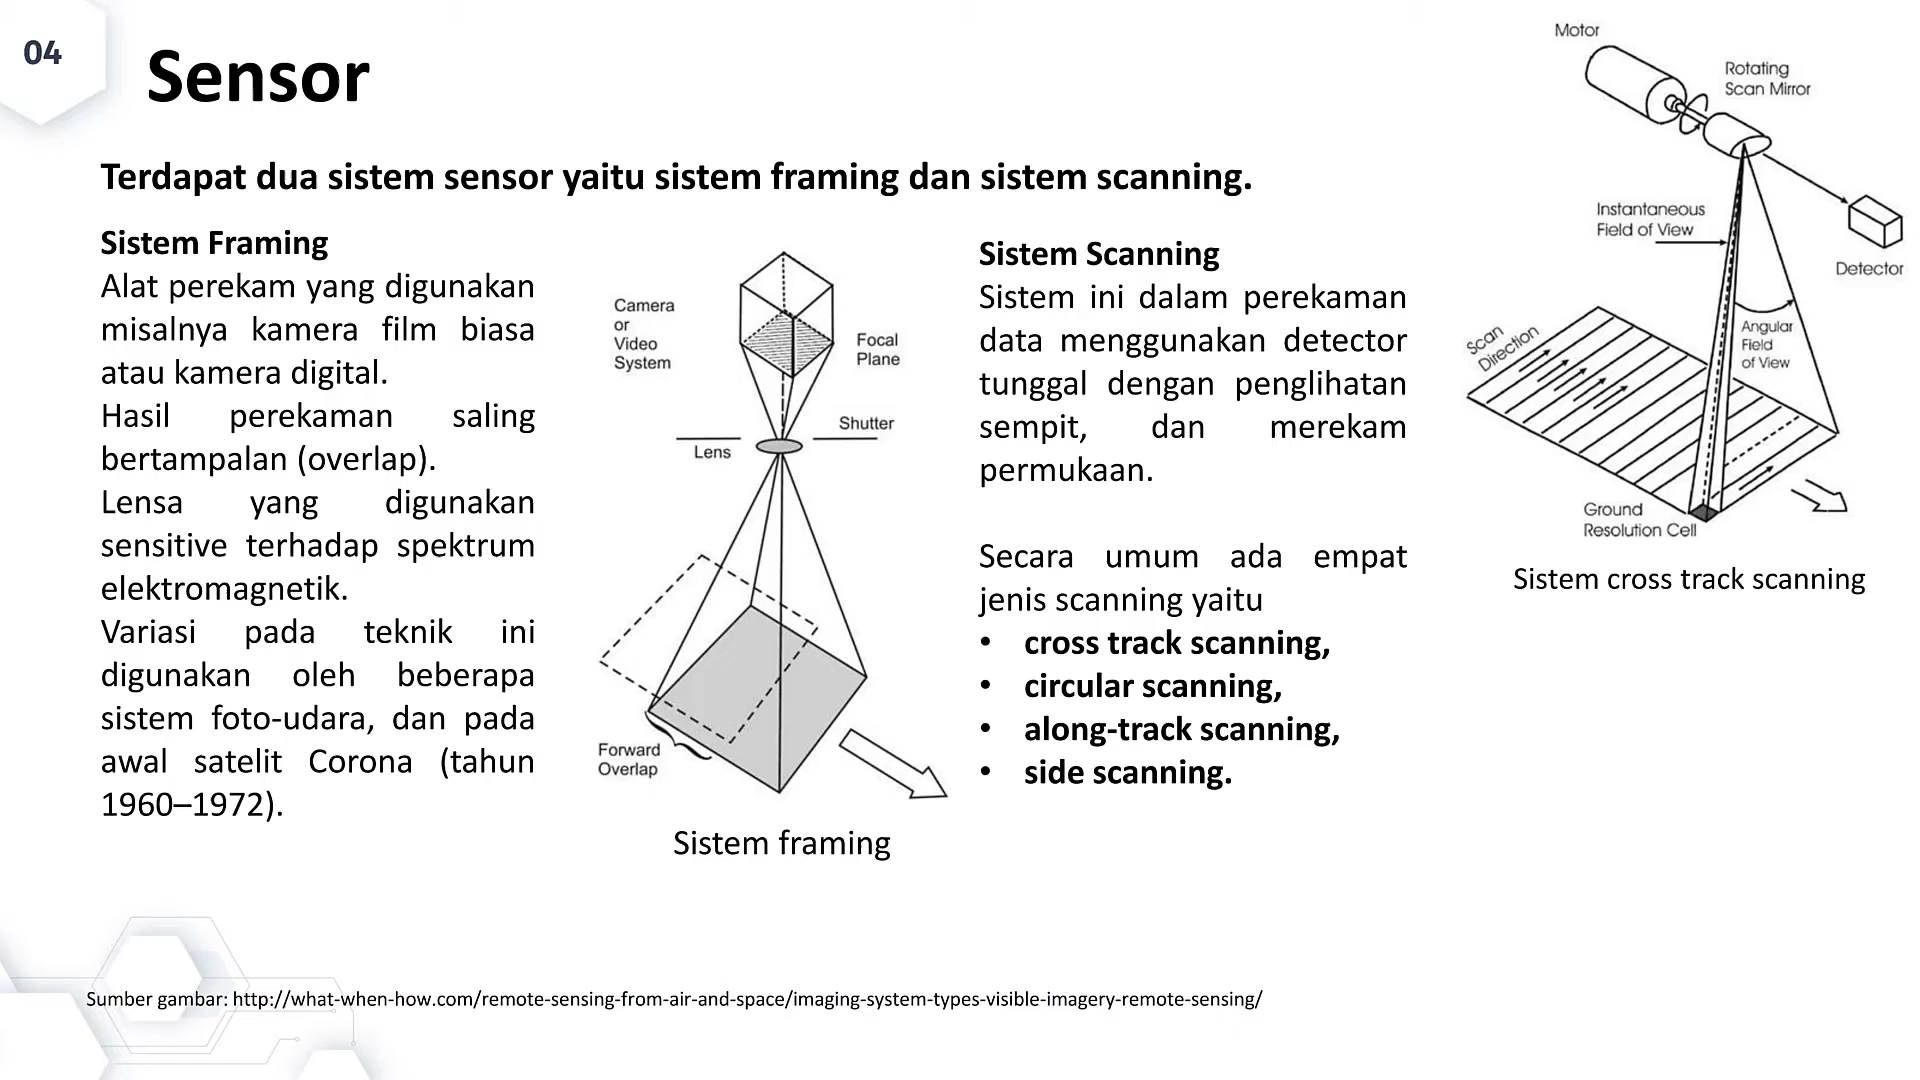 04
Sensor
Terdapat dua sistem sensor yaitu sistem framing dan sistem scanning.
Sistem Framing
Alat perekam yang digunakan
misalnya kamera film biasa
atau kamera digital.
Hasil perekaman saling
bertampalan (overlap).
Lensa yang digunakan
sensitive terhadap spektrum
elektromagnetik.
Variasi pada teknik ini
digunakan oleh beberapa
sistem foto-udara, dan pada
awal satelit Corona (tahun
1960–1972).
Camera
or
Video
System
Focal
Plane
Shutter
Lens
Forward
Overlap
Sistem framing
Sistem Scanning
Sistem ini dalam perekaman
data menggunakan detector
tunggal dengan penglihatan
sempit, dan merekam
permukaan.
Secara umum ada empat
jenis scanning yaitu
• cross track scanning,
• circular scanning,
• along-track scanning,
• side scanning.
Motor
Rotating
Scan Mirror
Instantaneous
Field of View
Detector
Scan
Direction
Angular
Field
of View
Ground
Resolution Cell
Sistem cross track scanning
Sumber gambar: http://what-when-how.com/remote-sensing-from-air-and-space/imaging-system-types-visible-imagery-remote-sensing/